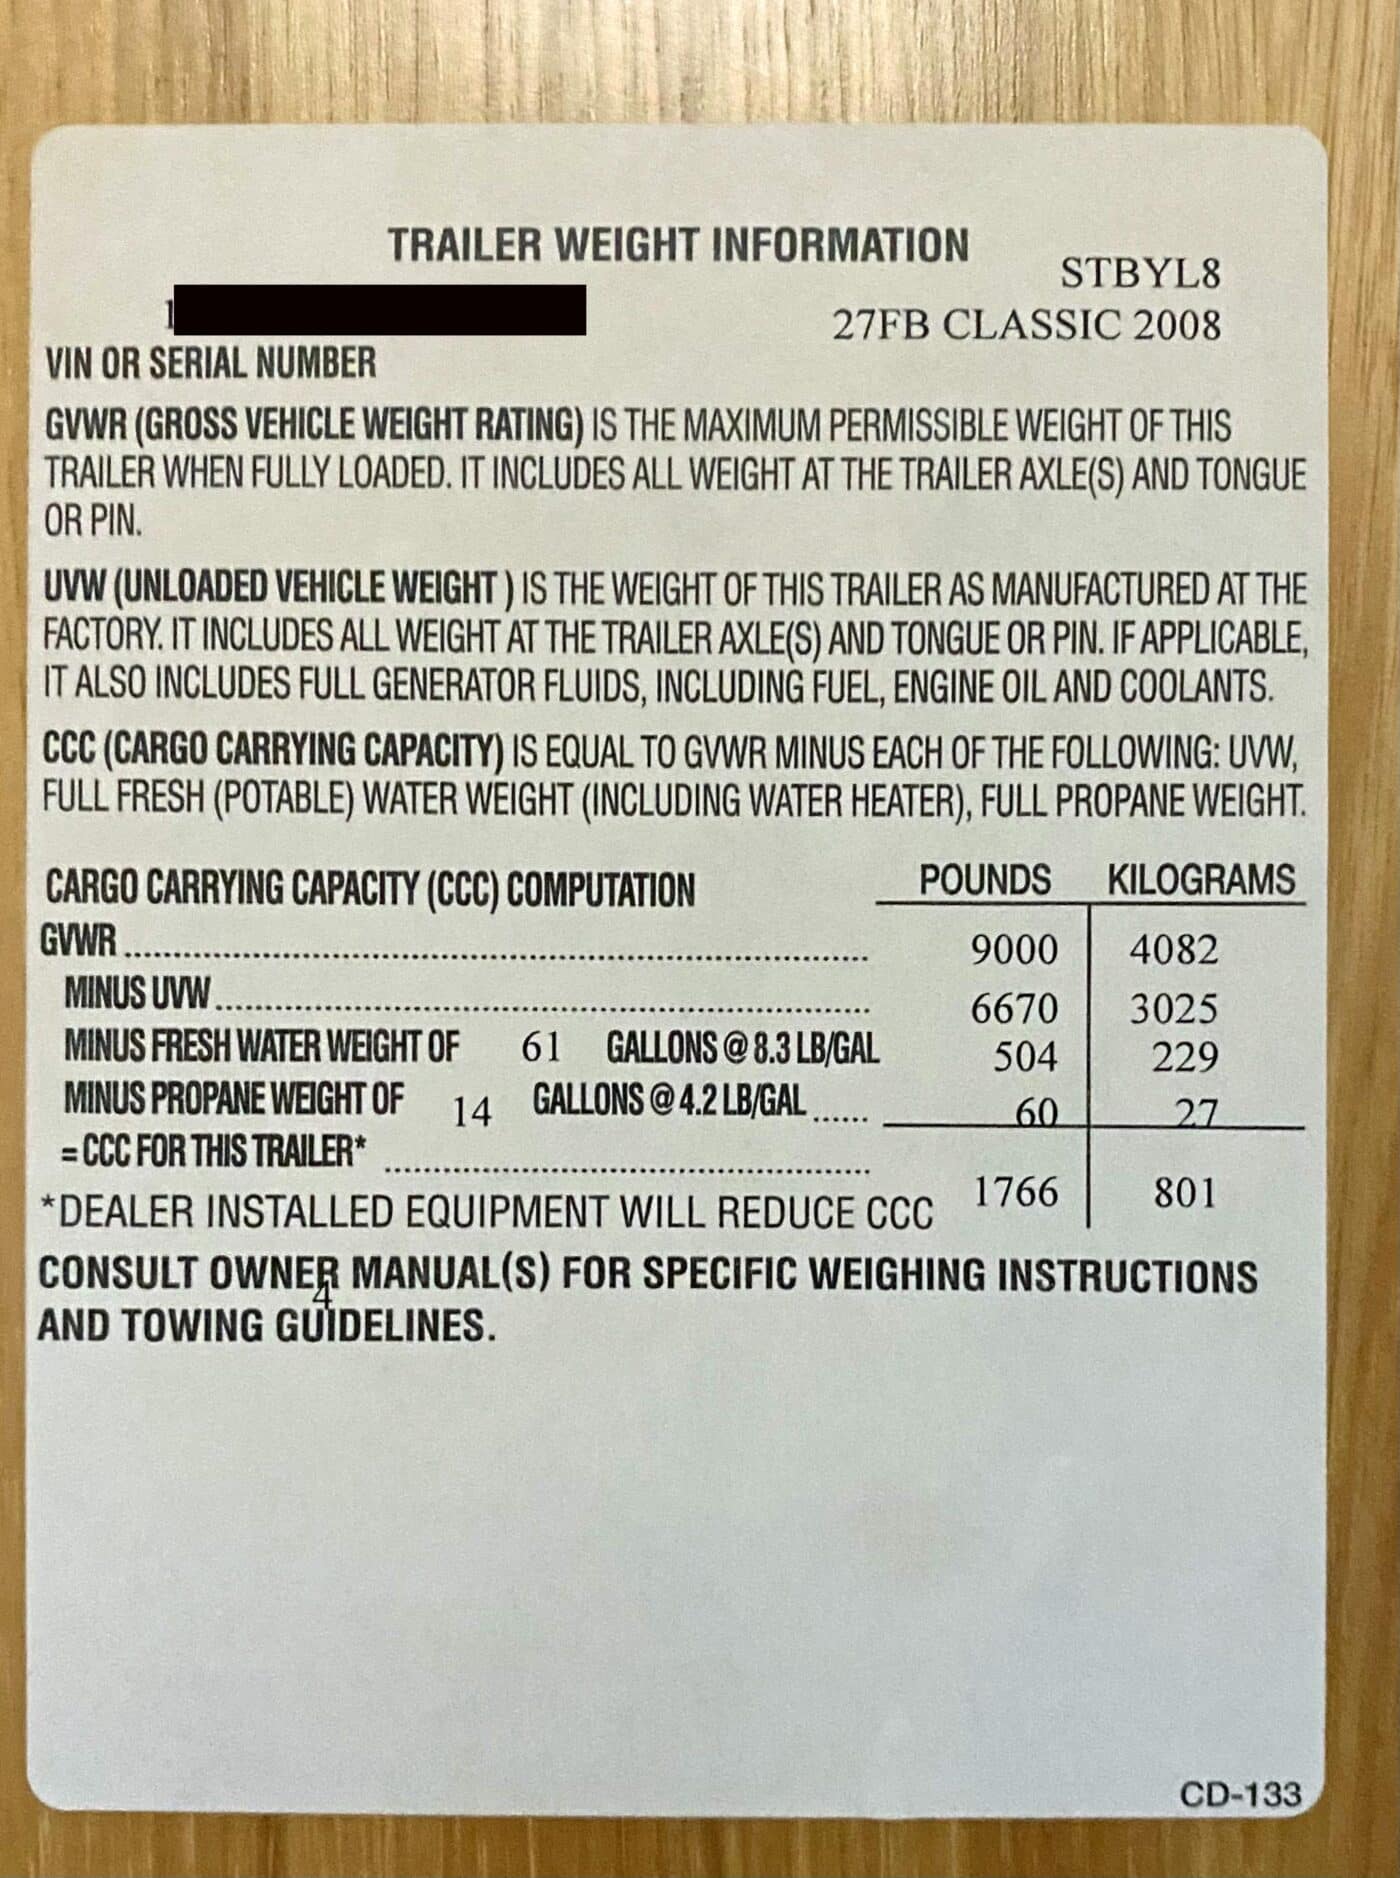 TRAILER WEIGHT INFORMATION
STBYL8
27FB CLASSIC 2008
VIN OR SERIAL NUMBER
GVWR (GROSS VEHICLE WEIGHT RATING) IS THE MAXIMUM PERMISSIBLE WEIGHT OF THIS
TRAILER WHEN FULLY LOADED. IT INCLUDES ALL WEIGHT AT THE TRAILER AXLE(S) AND TONGUE
OR PIN.
UVW (UNLOADED VEHICLE WEIGHT ) IS THE WEIGHT OF THIS TRAILER AS MANUFACTURED AT THE
FACTORY. IT INCLUDES ALL WEIGHT AT THE TRAILER AXLE(S) AND TONGUE OR PIN. IF APPLICABLE,
IT ALSO INCLUDES FULL GENERATOR FLUIDS, INCLUDING FUEL, ENGINE OIL AND COOLANTS.
CCC (CARGO CARRYING CAPACITY) IS EQUAL TO GVWR MINUS EACH OF THE FOLLOWING: UVW,
FULL FRESH (POTABLE) WATER WEIGHT (INCLUDING WATER HEATER), FULL PROPANE WEIGHT.
CARGO CARRYING CAPACITY (CCC) COMPUTATION POUNDS KILOGRAMS
GVWR 9000 4082
MINUS UVW 6670 3025
MINUS FRESH WATER WEIGHT OF 61 GALLONS @ 8.3 LB/GAL 504 229
MINUS PROPANE WEIGHT OF 14 GALLONS @ 4.2 LB/GAL 60 27
= CCC FOR THIS TRAILER* 1766 801
*DEALER INSTALLED EQUIPMENT WILL REDUCE CCC
CONSULT OWNER MANUAL(S) FOR SPECIFIC WEIGHING INSTRUCTIONS
4
AND TOWING GUIDELINES.
CD-133